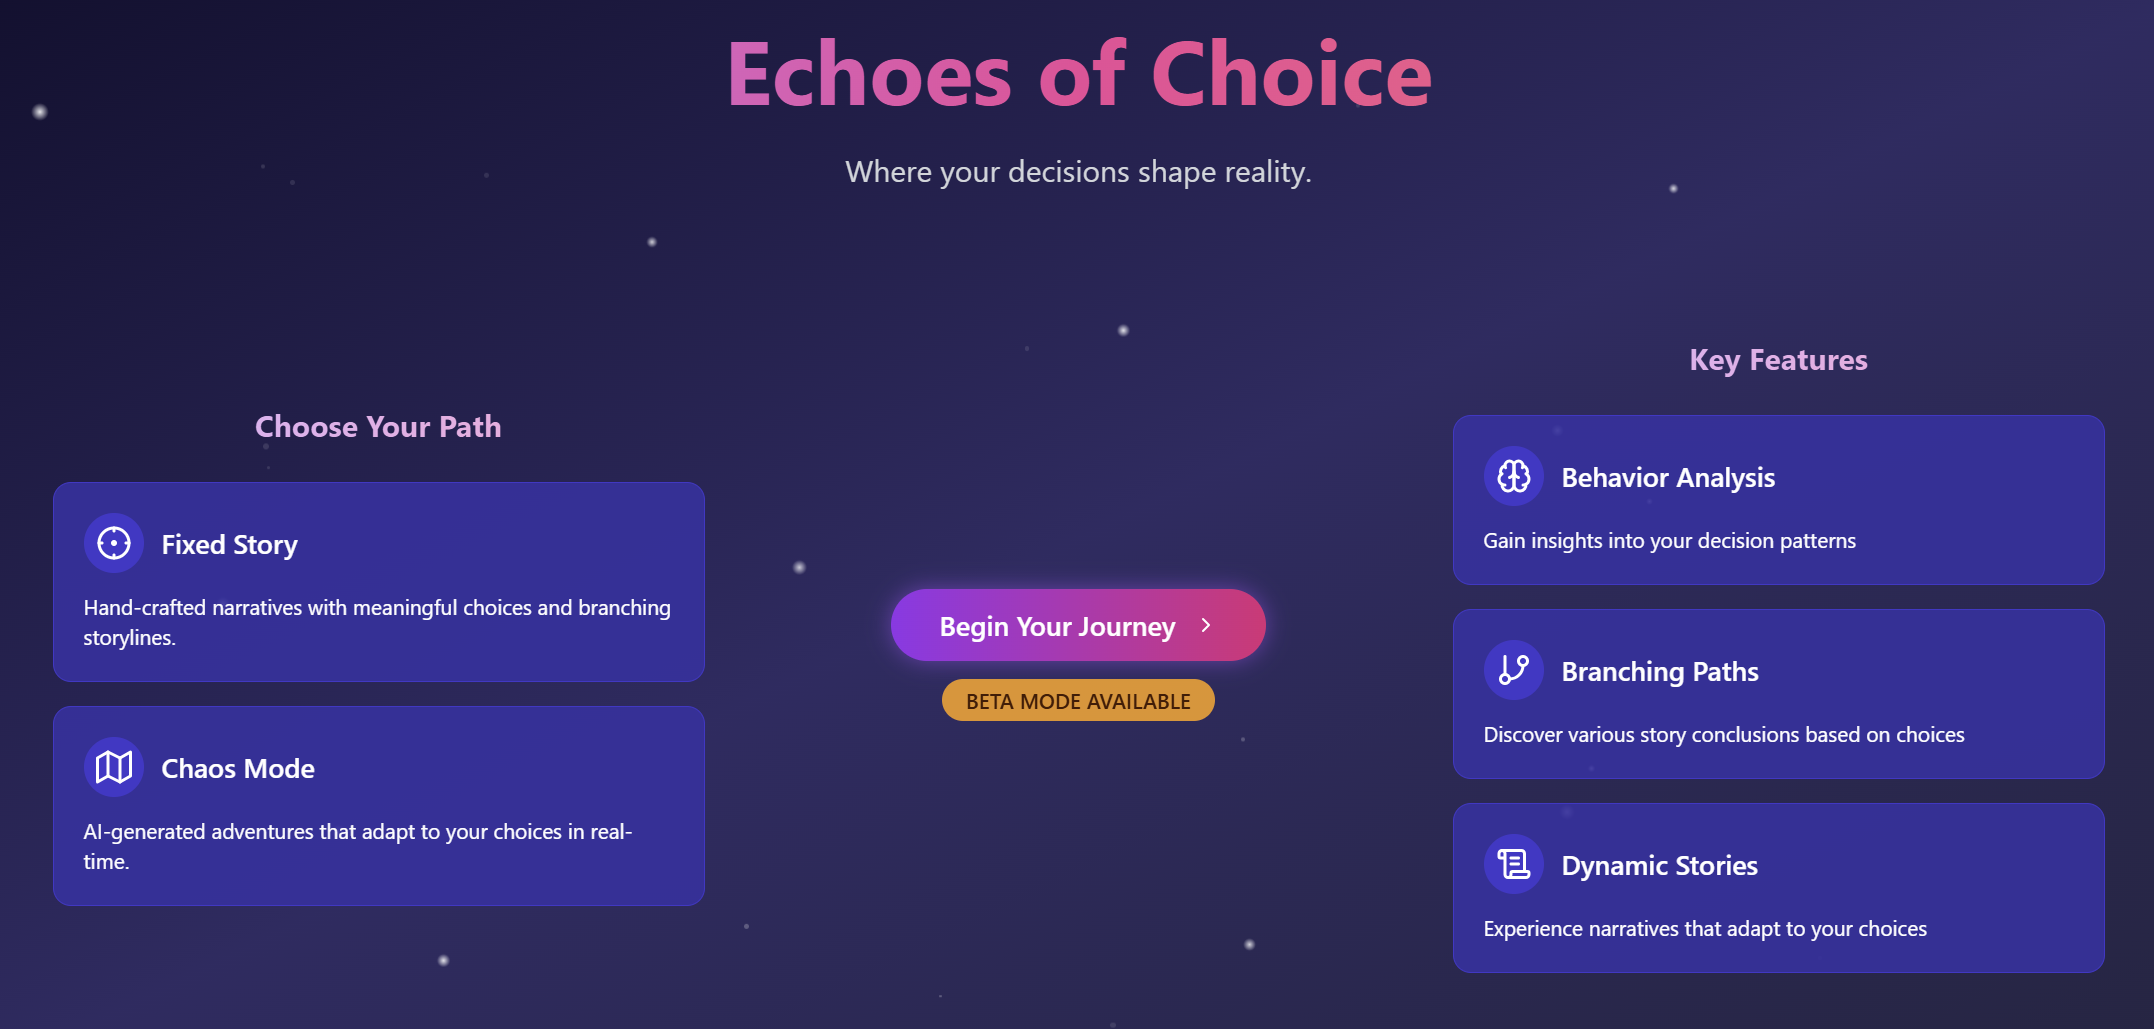 Echoes of Choice
Where your decisions shape reality.
Choose Your Path
Fixed Story
Hand-crafted narratives with meaningful choices and branching
storylines.
Chaos Mode
AI-generated adventures that adapt to your choices in real-
time.
Begin Your Journey
BETA MODE AVAILABLE
Key Features
Behavior Analysis
Gain insights into your decision patterns
Branching Paths
Discover various story conclusions based on choices
Dynamic Stories
Experience narratives that adapt to your choices